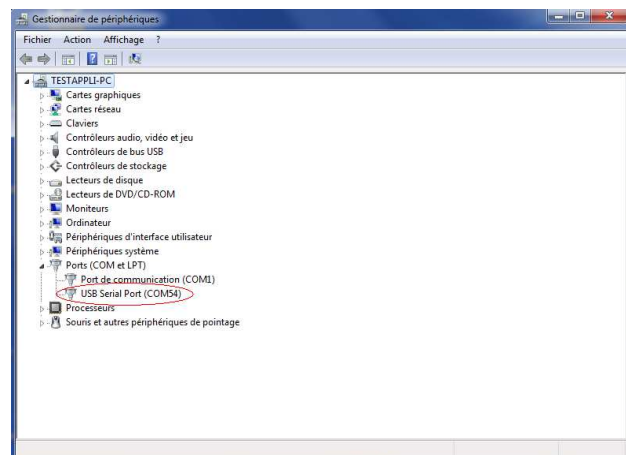 Gestionnaire de périphériques
Fichier Action Affichage ?
TESTAPPLI-PC
Cartes graphiques
Cartes réseau
Claviers
Contrôleurs audio, vidéo et jeu
Contrôleurs de bus USB
Contrôleurs de stockage
Lecteurs de disque
Lecteurs de DVD/CD-ROM
Moniteurs
Ordinateur
Périphériques d'interface utilisateur
Périphériques système
Ports (COM et LPT)
Port de communication (COM1)
USB Serial Port (COM54)
Processeurs
Souris et autres périphériques de pointage